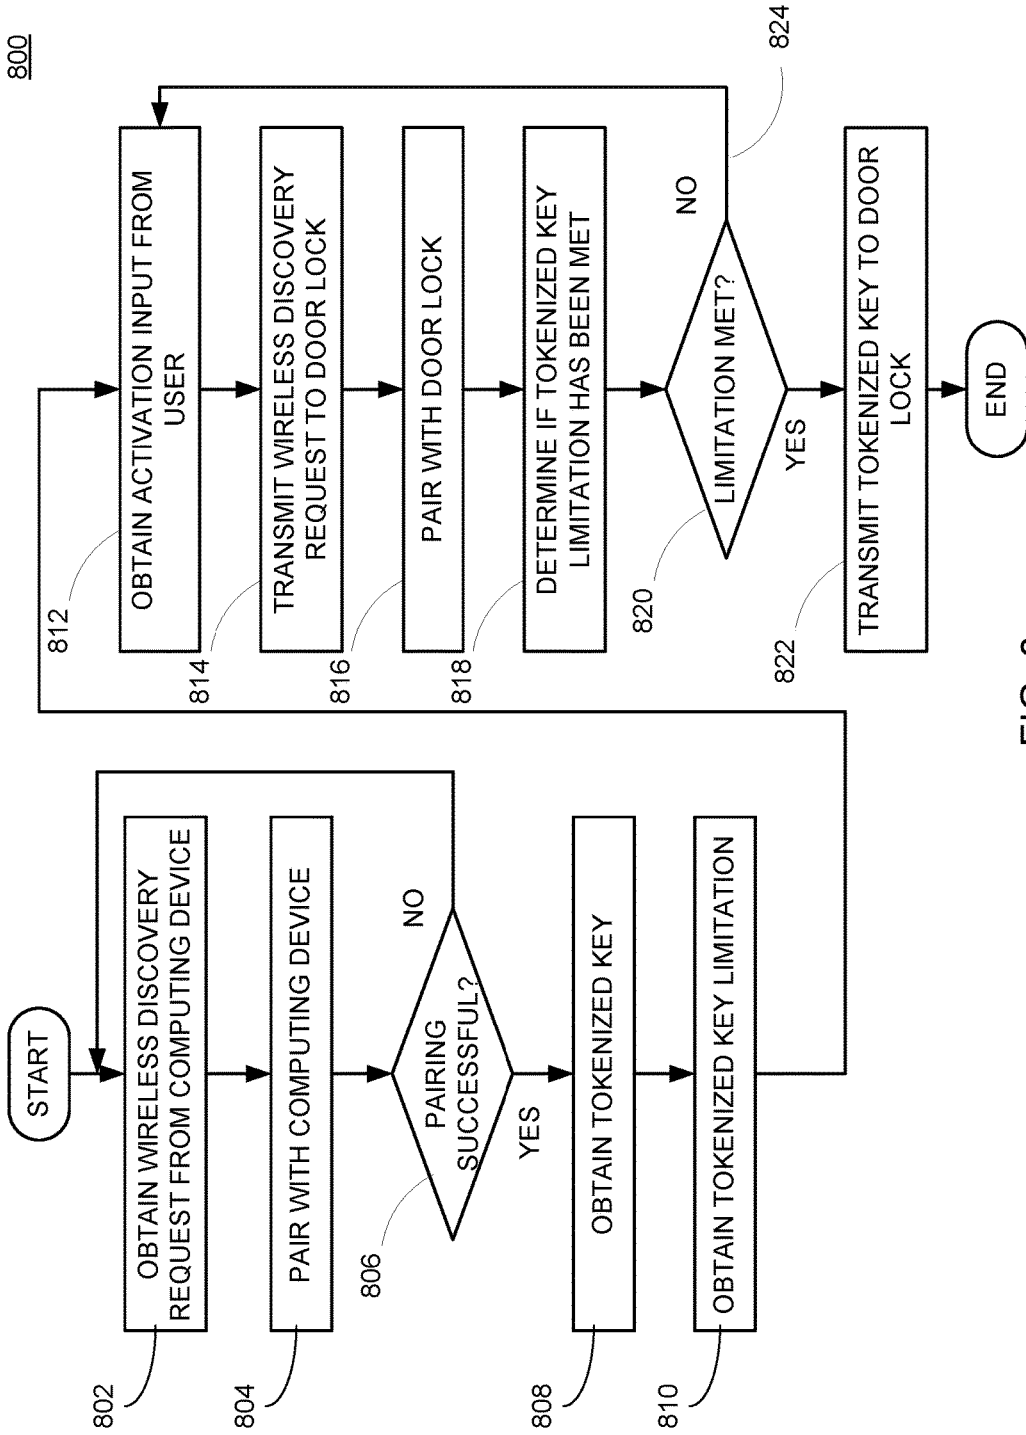 800
START
OBTAIN WIRELESS DISCOVERY
REQUEST FROM COMPUTING DEVICE
802
PAIR WITH COMPUTING DEVICE
804
PAIRING
SUCCESSFUL?
806
NO
YES
OBTAIN TOKENIZED KEY
808
OBTAIN TOKENIZED KEY LIMITATION
810
812
OBTAIN ACTIVATION INPUT FROM
USER
814
TRANSMIT WIRELESS DISCOVERY
REQUEST TO DOOR LOCK
816
PAIR WITH DOOR LOCK
818
DETERMINE IF TOKENIZED KEY
LIMITATION HAS BEEN MET
820
LIMITATION MET?
NO
824
YES
822
TRANSMIT TOKENIZED KEY TO DOOR
LOCK
END